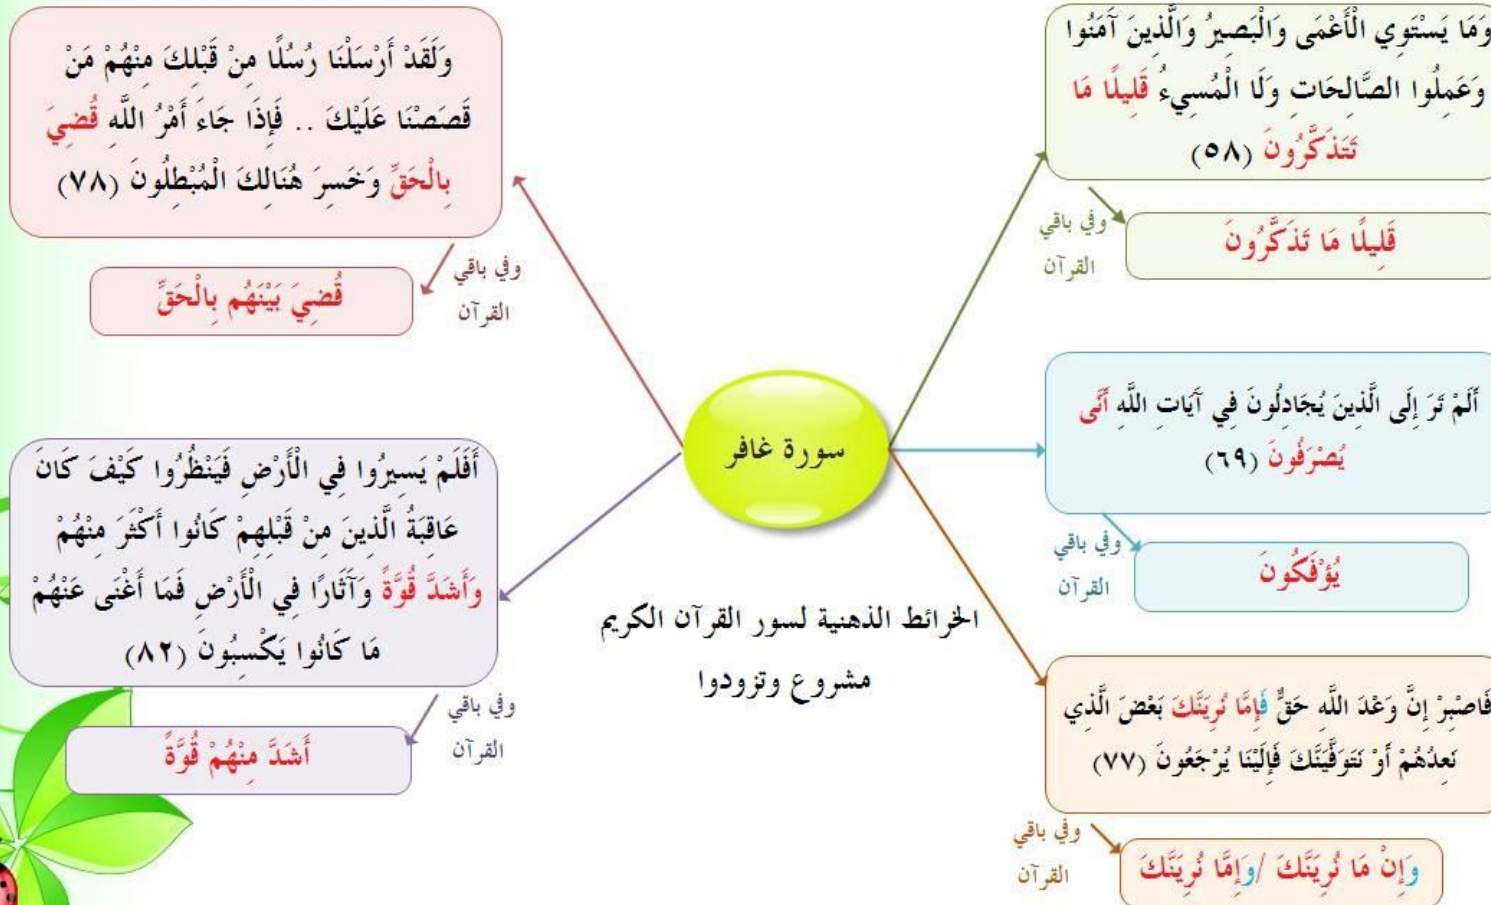 وَمَا يَسْتَوِي الْأَعْمَى وَالْبَصِيرُ وَالَّذِينَ آَمَنُوا
وَعَمِلُوا الصَّالِحَاتِ وَلَا الْمُسِيءُ قَلِيلًا مَا
تَتَذَكَّرُونَ (٥٨)
وفي باقي
القرآن
قَلِيلًا مَا تَذَكَّرُونَ
أَلَمْ تَرَ إِلَى الَّذِينَ يُجَادِلُونَ فِي آَيَاتِ اللَّهِ أَنَّى
يُصْرَفُونَ (٦٩)
وفي باقي
القرآن
يُؤْفَكُونَ
فَاصْبِرْ إِنَّ وَعْدَ اللَّهِ حَقٌّ فَإِمَّا نُرِيَنَّكَ بَعْضَ الَّذِي
نَعِدُهُمْ أَوْ نَتَوَفَّيَنَّكَ فَإِلَيْنَا يُرْجَعُونَ (٧٧)
وفي باقي
القرآن
وَإِنْ مَا نُرِيَنَّكَ /وَإِمَّا نُرِيَنَّكَ
سورة غافر
الخرائط الذهنية لسور القرآن الكريم
مشروع وتزودوا
وَلَقَدْ أَرْسَلْنَا رُسُلًا مِنْ قَبْلِكَ مِنْهُمْ مَنْ
قَصَصْنَا عَلَيْكَ .. فَإِذَا جَاءَ أَمْرُ اللَّهِ قُضِيَ
بِالْحَقِّ وَخَسِرَ هُنَالِكَ الْمُبْطِلُونَ (٧٨)
وفي باقي
القرآن
قُضِيَ بَيْنَهُم بِالْحَقِّ
أَفَلَمْ يَسِيرُوا فِي الْأَرْضِ فَيَنْظُرُوا كَيْفَ كَانَ
عَاقِبَةُ الَّذِينَ مِنْ قَبْلِهِمْ كَانُوا أَكْثَرَ مِنْهُمْ
وَأَشَدَّ قُوَّةً وَآَثَارًا فِي الْأَرْضِ فَمَا أَغْنَى عَنْهُمْ
مَا كَانُوا يَكْسِبُونَ (٨٢)
وفي باقي
القرآن
أَشَدَّ مِنْهُمْ قُوَّةً